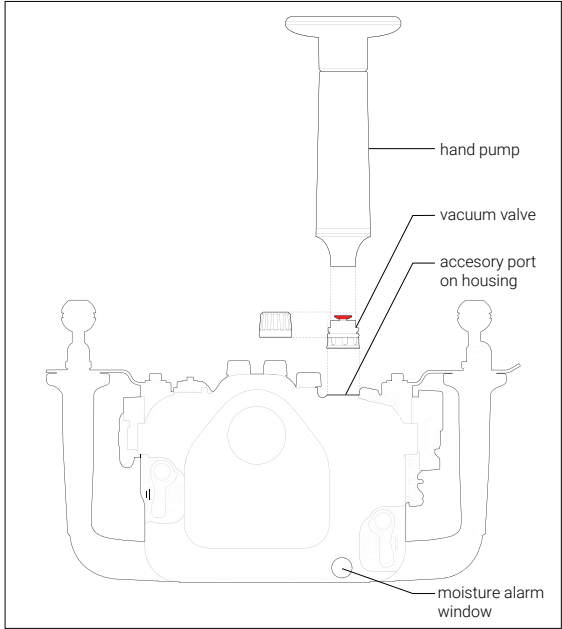 hand pump
vacuum valve
accesory port
on housing
moisture alarm
window